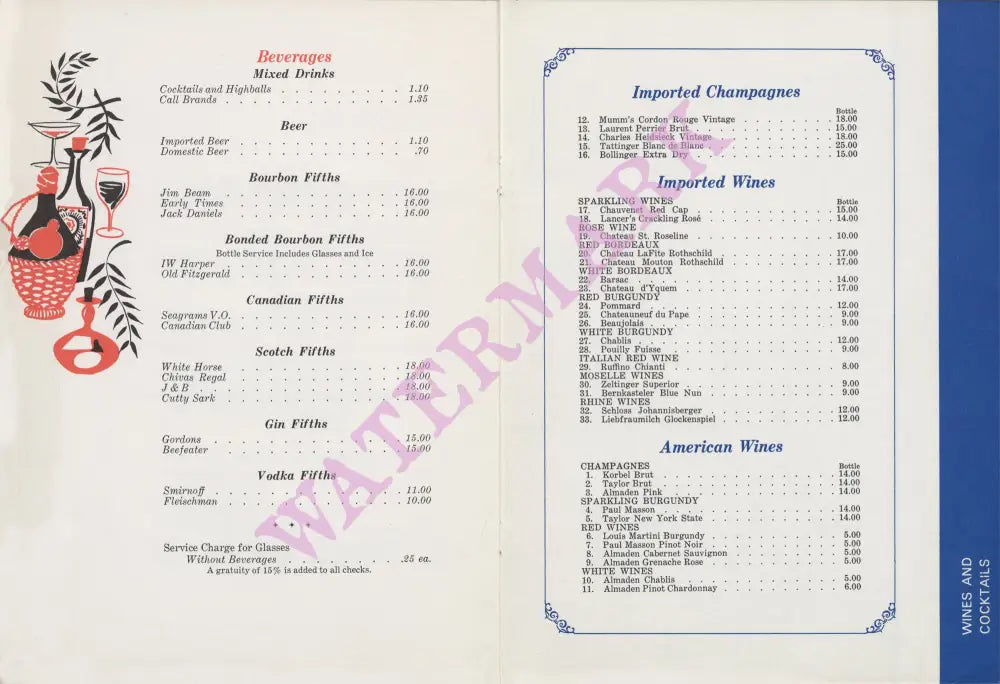 Beverages
Mixed Drinks
Cocktails and Highballs . . . . . . . . . . 1.10
Call Brands . . . . . . . . . . . . . . 1.35
Beer
Imported Beer . . . . . . . . . . . . . 1.10
Domestic Beer . . . . . . . . . . . . . .70
Bourbon Fifths
Jim Beam . . . . . . . . . . . . . . 16.00
Early Times . . . . . . . . . . . . . 16.00
Jack Daniels . . . . . . . . . . . . . 16.00
Bonded Bourbon Fifths
Bottle Service Includes Glasses and Ice
IW Harper . . . . . . . . . . . . . . 16.00
Old Fitzgerald . . . . . . . . . . . . . 16.00
Canadian Fifths
Seagrams V.O. . . . . . . . . . . . . . 16.00
Canadian Club . . . . . . . . . . . . . 16.00
Scotch Fifths
White Horse . . . . . . . . . . . . . 18.00
Chivas Regal . . . . . . . . . . . . . 18.00
J & B . . . . . . . . . . . . . . . 18.00
Cutty Sark . . . . . . . . . . . . . . 18.00
Gin Fifths
Gordons . . . . . . . . . . . . . . . 15.00
Beefeater . . . . . . . . . . . . . . 15.00
Vodka Fifths
Smirnoff . . . . . . . . . . . . . . 11.00
Fleischman . . . . . . . . . . . . . . 10.00
Service Charge for Glasses
Without Beverages . . . . . . . . .25 ea.
A gratuity of 15% is added to all checks.
Imported Champagnes
Bottle
12. Mumm's Cordon Rouge Vintage . . . . . . . . 18.00
13. Laurent Perrier Brut . . . . . . . . . . . 15.00
14. Charles Heidsieck Vintage . . . . . . . . . 18.00
15. Tattinger Blanc de Blanc . . . . . . . . . . 25.00
16. Bollinger Extra Dry . . . . . . . . . . . 15.00
Imported Wines
SPARKLING WINES Bottle
17. Chauvenet Red Cap . . . . . . . . . . . 15.00
18. Lancer's Crackling Rosé . . . . . . . . . . 14.00
ROSE WINE
19. Chateau St. Roseline . . . . . . . . . . . 10.00
RED BORDEAUX
20. Chateau LaFite Rothschild . . . . . . . . . 17.00
21. Chateau Mouton Rothschild . . . . . . . . 17.00
WHITE BORDEAUX
22. Barsac . . . . . . . . . . . . . . . 14.00
23. Chateau d'Yquem . . . . . . . . . . . . 17.00
RED BURGUNDY
24. Pommard . . . . . . . . . . . . . . 12.00
25. Chateauneuf du Pape . . . . . . . . . . . 9.00
26. Beaujolais . . . . . . . . . . . . . . 9.00
WHITE BURGUNDY
27. Chablis . . . . . . . . . . . . . . . 12.00
28. Pouilly Fuisse . . . . . . . . . . . . . 9.00
ITALIAN RED WINE
29. Ruffino Chianti . . . . . . . . . . . . 8.00
MOSELLE WINES
30. Zeltinger Superior . . . . . . . . . . . . 9.00
31. Bernkasteler Blue Nun . . . . . . . . . . 9.00
RHINE WINES
32. Schloss Johannisberger . . . . . . . . . . 12.00
33. Liebfraumilch Glockenspiel . . . . . . . . . 12.00
American Wines
CHAMPAGNES Bottle
1. Korbel Brut . . . . . . . . . . . . . 14.00
2. Taylor Brut . . . . . . . . . . . . . 14.00
3. Almaden Pink . . . . . . . . . . . . . 14.00
SPARKLING BURGUNDY
4. Paul Masson . . . . . . . . . . . . . 14.00
5. Taylor New York State . . . . . . . . . . 14.00
RED WINES
6. Louis Martini Burgundy . . . . . . . . . . 5.00
7. Paul Masson Pinot Noir . . . . . . . . . . 5.00
8. Almaden Cabernet Sauvignon . . . . . . . . 5.00
9. Almaden Grenache Rose . . . . . . . . . . 5.00
WHITE WINES
10. Almaden Chablis . . . . . . . . . . . . 5.00
11. Almaden Pinot Chardonnay . . . . . . . . . 6.00
WINES AND
COCKTAILS
WATERMARK